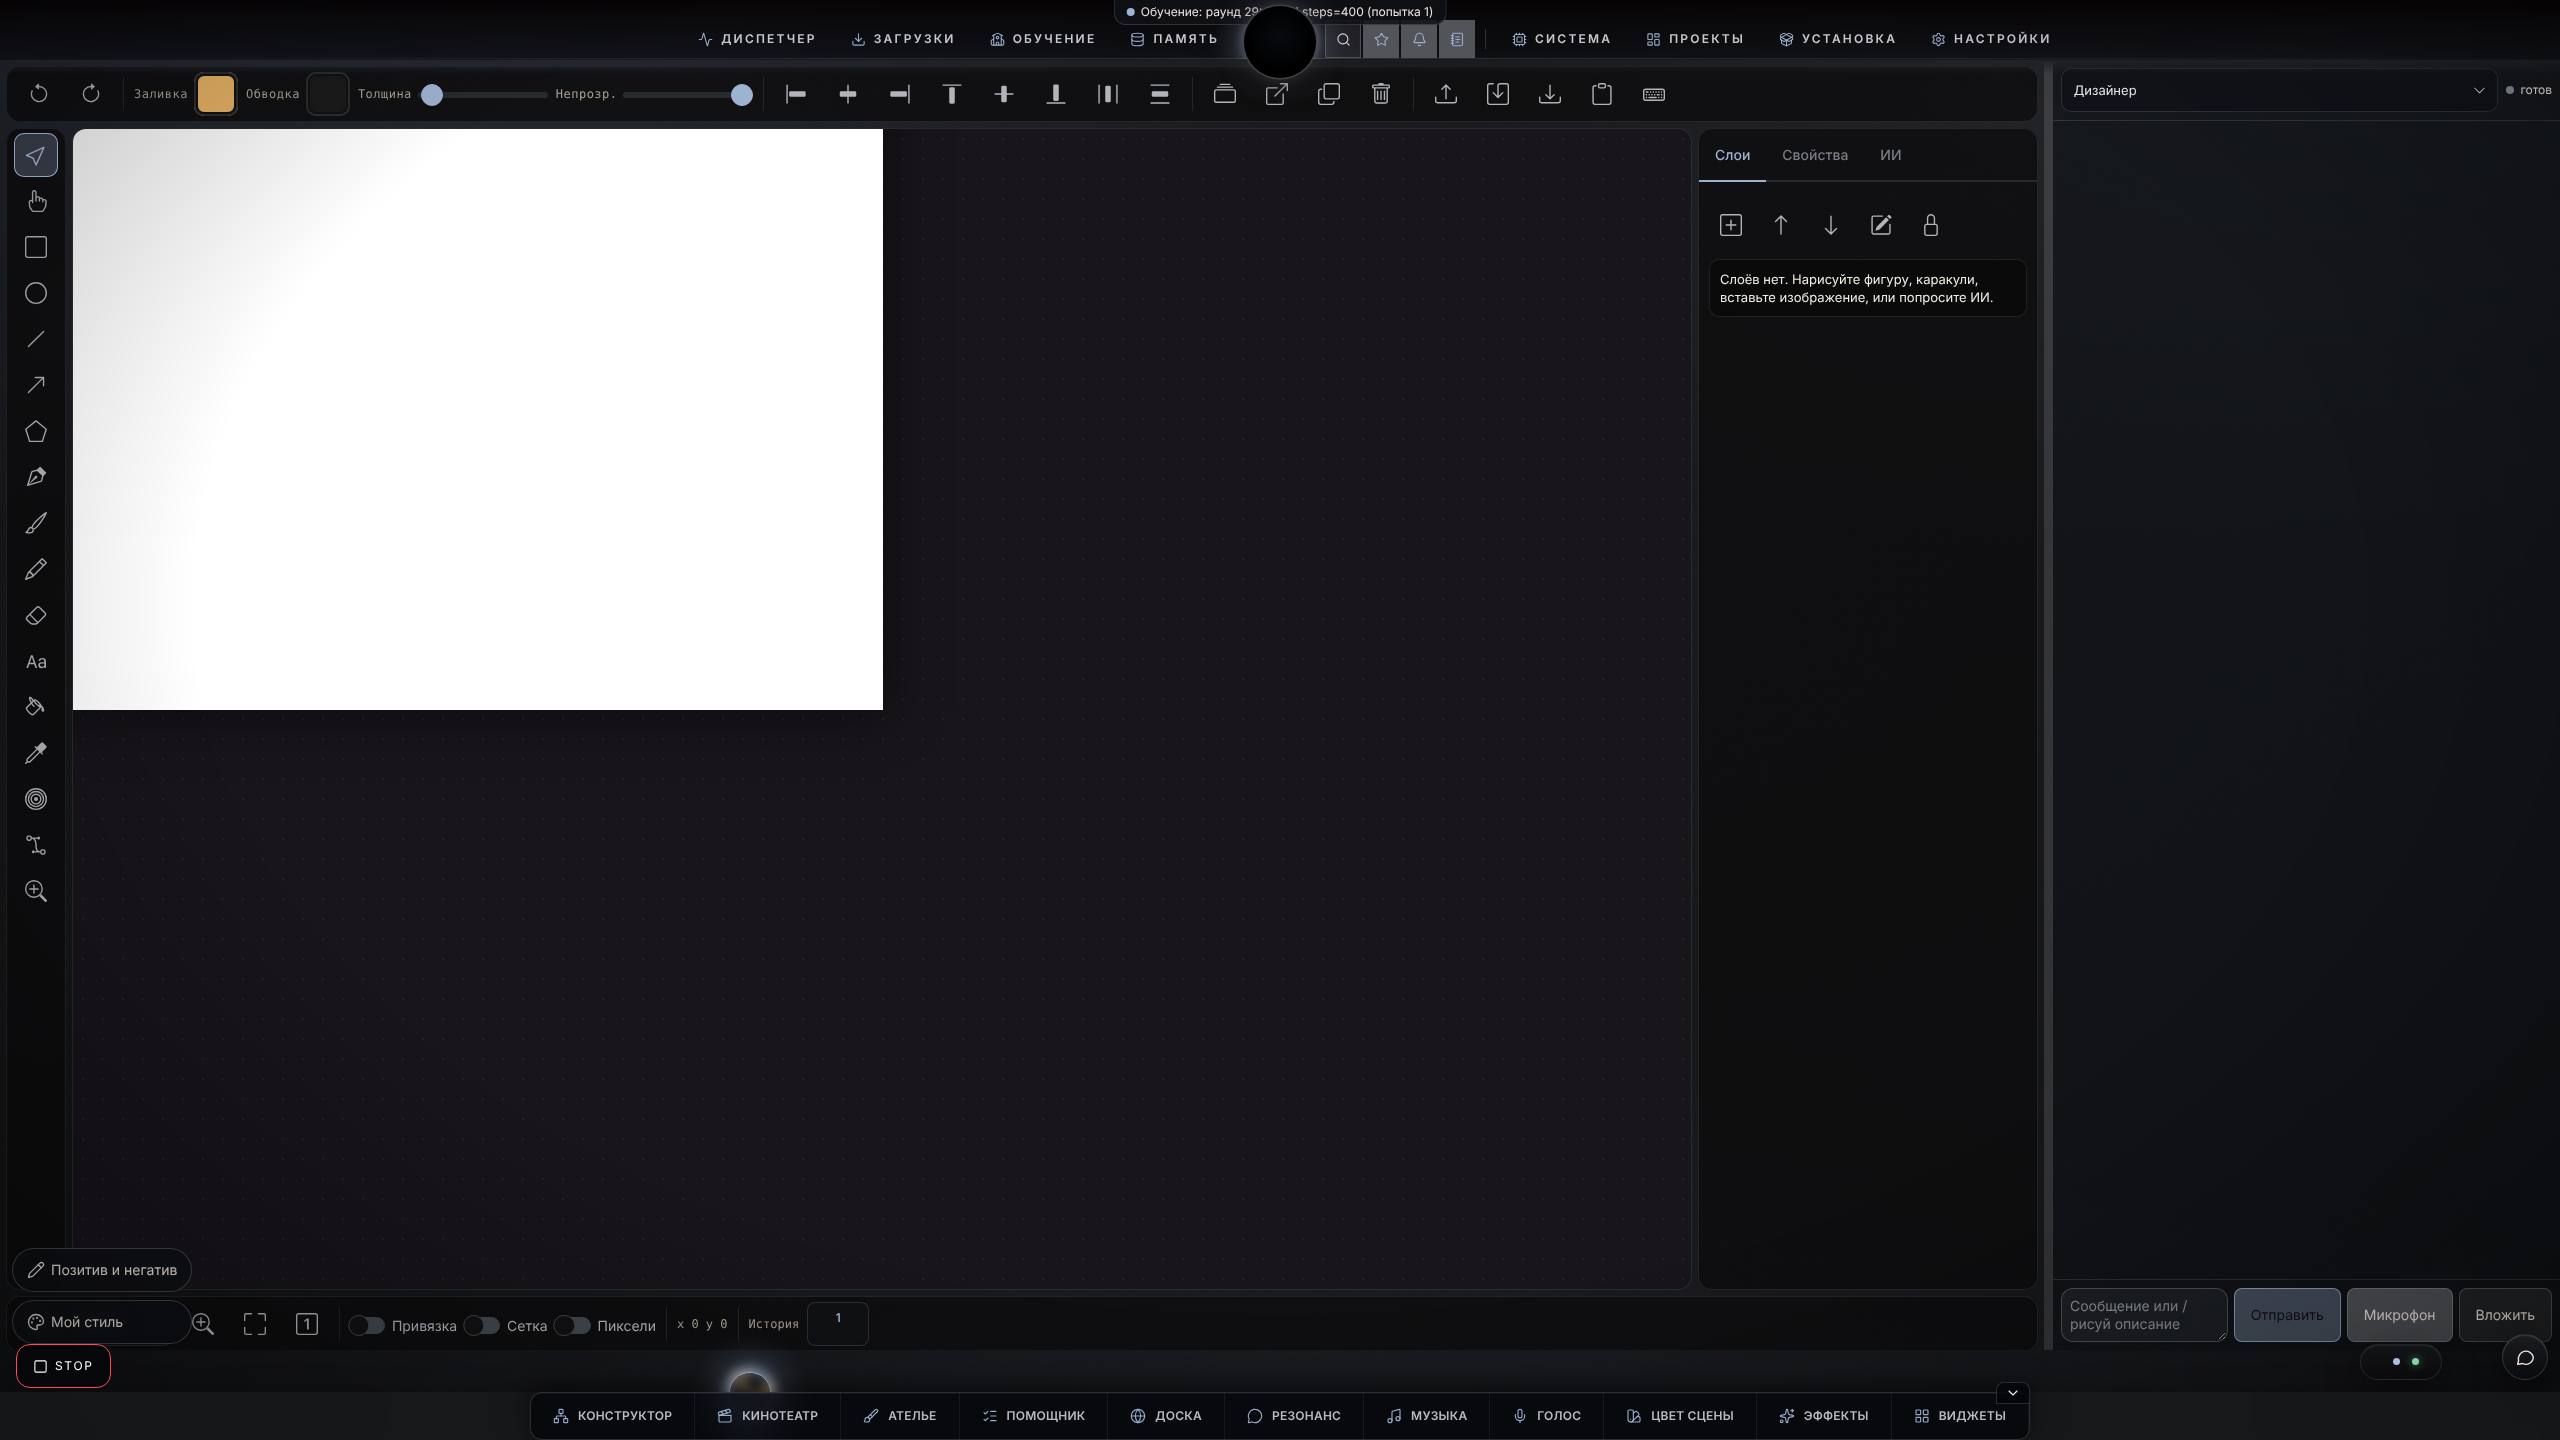 Обучение: раунд 29 steps=400 (попытка 1)
ДИСПЕТЧЕР ЗАГРУЗКИ ОБУЧЕНИЕ ПАМЯТЬ СИСТЕМА ПРОЕКТЫ УСТАНОВКА НАСТРОЙКИ
Заливка Обводка Толщина Непрозр.
Дизайнер
готов
Слои Свойства ИИ
Слоёв нет. Нарисуйте фигуру, каракули,
вставьте изображение, или попросите ИИ.
Aa
Позитив и негатив
Мой стиль
1
Привязка Сетка Пиксели x 0 y 0 История 1
Сообщение или /
рисуй описание
Отправить Микрофон Вложить
STOP
КОНСТРУКТОР КИНОТЕАТР АТЕЛЬЕ ПОМОЩНИК ДОСКА РЕЗОНАНС МУЗЫКА ГОЛОС ЦВЕТ СЦЕНЫ ЭФФЕКТЫ ВИДЖЕТЫ